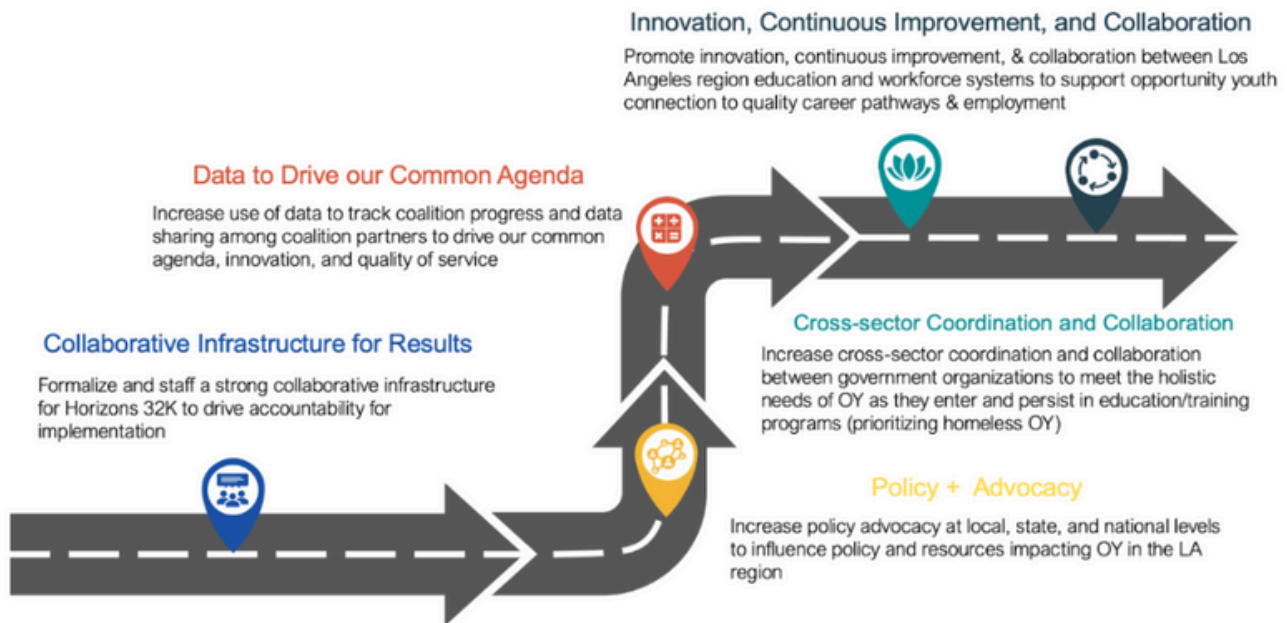 Innovation, Continuous Improvement, and Collaboration
Promote innovation, continuous improvement, & collaboration between Los
Angeles region education and workforce systems to support opportunity youth
connection to quality career pathways & employment
Data to Drive our Common Agenda
Increase use of data to track coalition progress and data
sharing among coalition partners to drive our common
agenda, innovation, and quality of service
Collaborative Infrastructure for Results
Formalize and staff a strong collaborative infrastructure
for Horizons 32K to drive accountability for
implementation
Cross-sector Coordination and Collaboration
Increase cross-sector coordination and collaboration
between government organizations to meet the holistic
needs of OY as they enter and persist in education/training
programs (prioritizing homeless OY)
Policy + Advocacy
Increase policy advocacy at local, state, and national levels
to influence policy and resources impacting OY in the LA
region